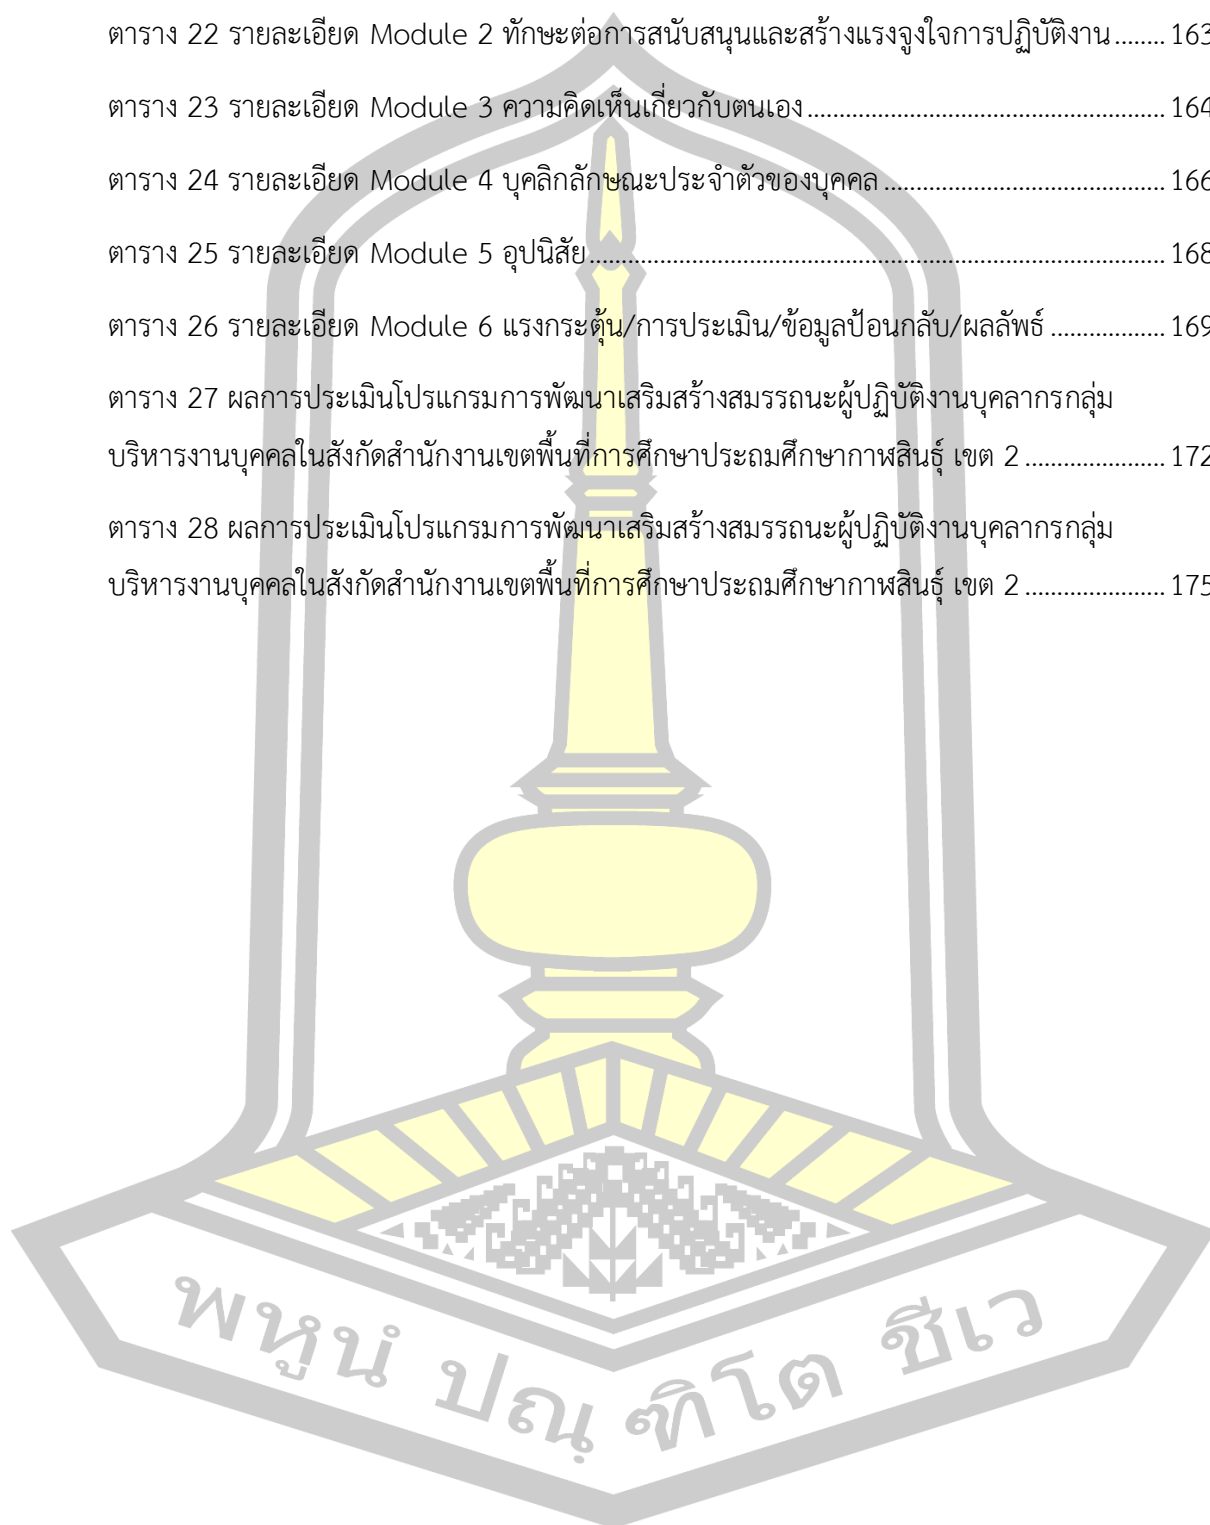 ตาราง 22 รายละเอียด Module 2 ทักษะต่อการสนับสนุนและสร้างแรงจูงใจการปฏิบัติงาน ........ 163
ตาราง 23 รายละเอียด Module 3 ความคิดเห็นเกี่ยวกับตนเอง ....................................................... 164
ตาราง 24 รายละเอียด Module 4 บุคลิกลักษณะประจำตัวของบุคคล ........................................... 166
ตาราง 25 รายละเอียด Module 5 อุปนิสัย ........................................................................................ 168
ตาราง 26 รายละเอียด Module 6 แรงกระตุ้น/การประเมิน/ข้อมูลป้อนกลับ/ผลลัพธ์ .................. 169
ตาราง 27 ผลการประเมินโปรแกรมการพัฒนาเสริมสร้างสมรรถนะผู้ปฏิบัติงานบุคลากรกลุ่ม
บริหารงานบุคคลในสังกัดสำนักงานเขตพื้นที่การศึกษาประถมศึกษากาฬสินธุ์ เขต 2 ...................... 172
ตาราง 28 ผลการประเมินโปรแกรมการพัฒนาเสริมสร้างสมรรถนะผู้ปฏิบัติงานบุคลากรกลุ่ม
บริหารงานบุคคลในสังกัดสำนักงานเขตพื้นที่การศึกษาประถมศึกษากาฬสินธุ์ เขต 2 ...................... 175
พหูนํ ปณฺฑิโต ชีเว